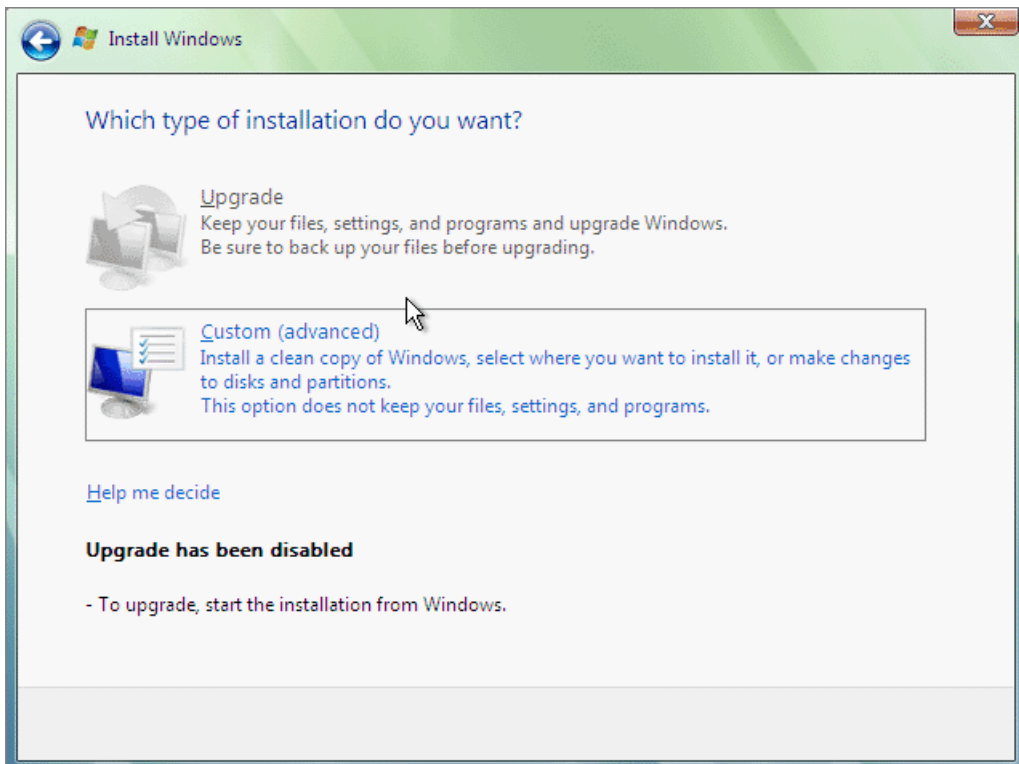 Install Windows
Which type of installation do you want?
Upgrade
Keep your files, settings, and programs and upgrade Windows.
Be sure to back up your files before upgrading.
Custom (advanced)
Install a clean copy of Windows, select where you want to install it, or make changes
to disks and partitions.
This option does not keep your files, settings, and programs.
Help me decide
Upgrade has been disabled
- To upgrade, start the installation from Windows.